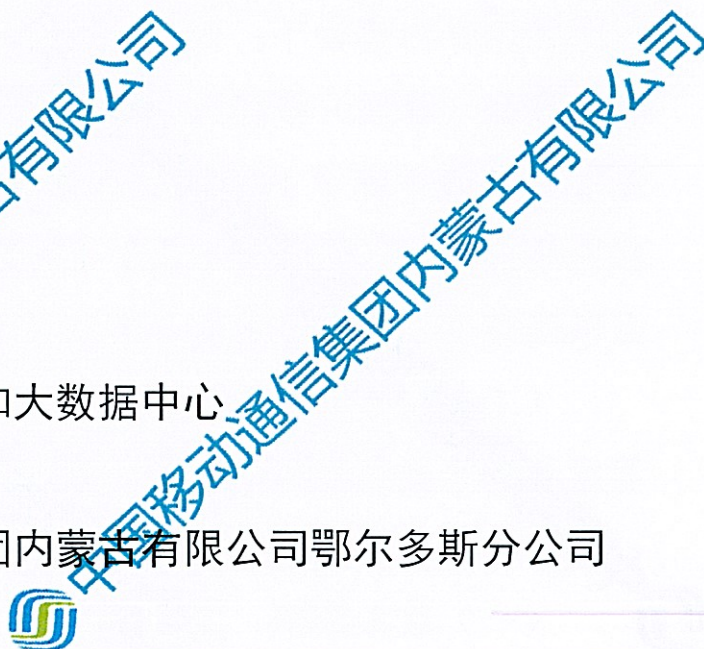 古有限公司
中国移动通信集团内蒙古有限公司
大数据中心
内蒙古有限公司鄂尔多斯分公司